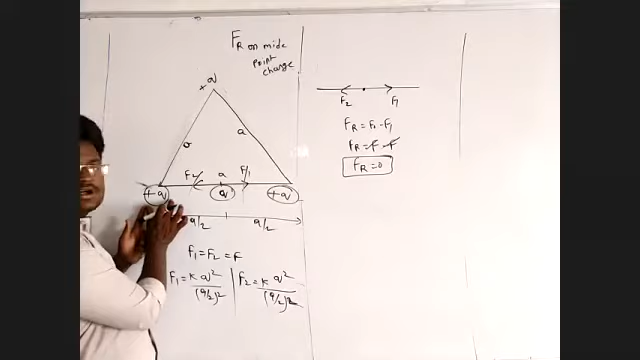 FR on mide
point
charge
+q
a
a
F2
a
F1
+q
q
+q
a/2
a/2
F1 = F2 = F
F1 = K q²/(a/2)²
F2 = K q²/(a/2)²
F2
F1
FR = F2 - F1
FR = F - F
FR = 0